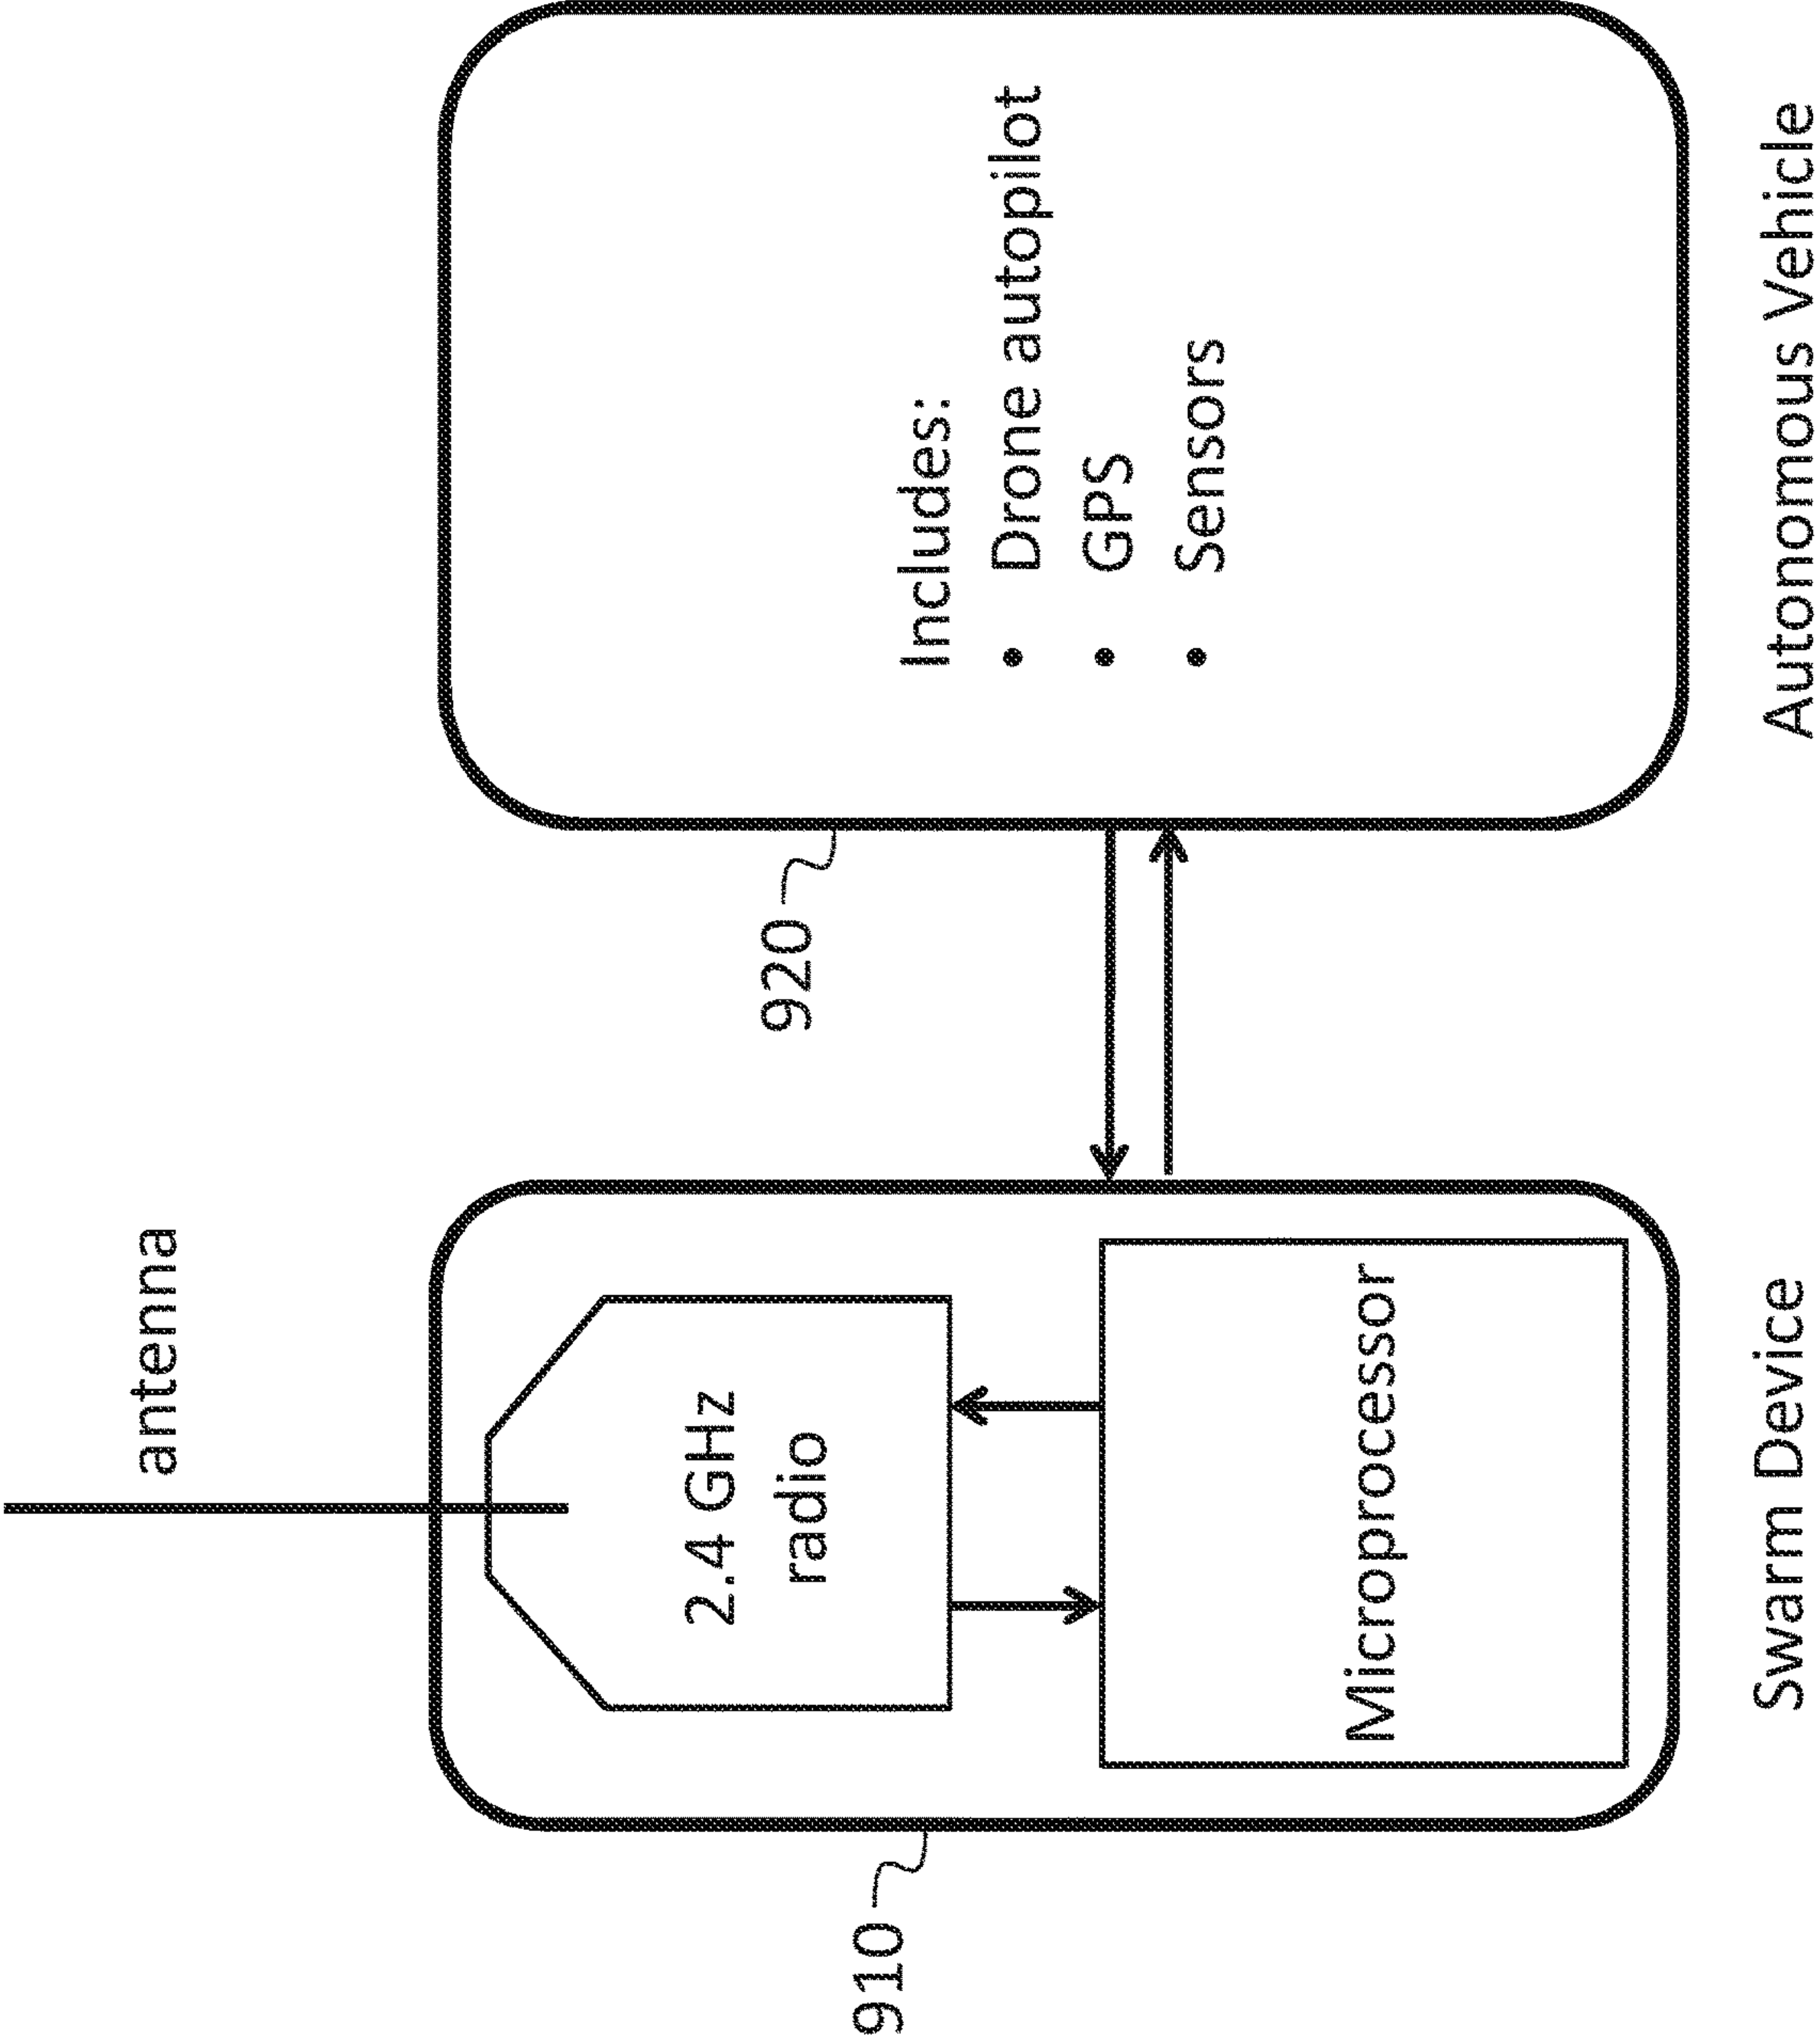 antenna
910
2.4 GHz
radio
Microprocessor
Swarm Device
920
Includes:
• Drone autopilot
• GPS
• Sensors
Autonomous Vehicle